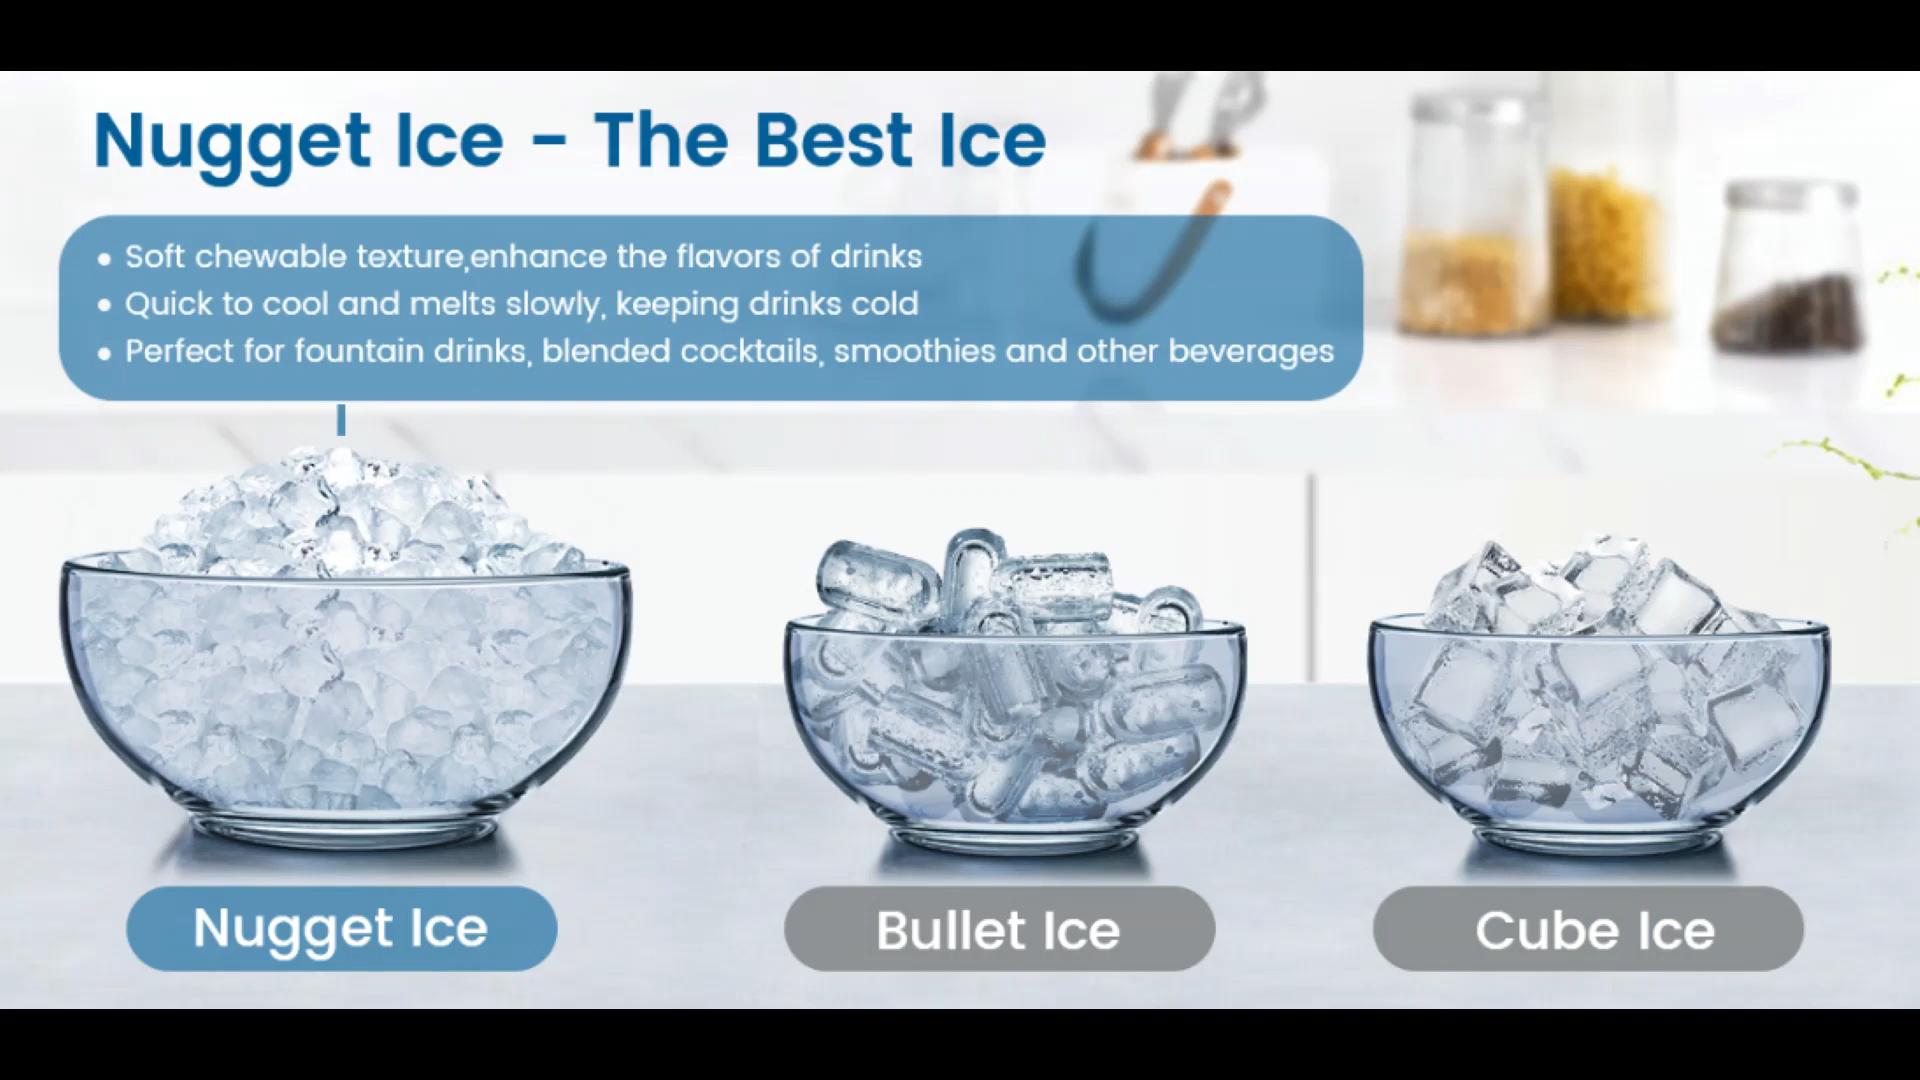 Nugget Ice - The Best Ice
• Soft chewable texture,enhance the flavors of drinks
• Quick to cool and melts slowly, keeping drinks cold
• Perfect for fountain drinks, blended cocktails, smoothies and other beverages
Nugget Ice
Bullet Ice
Cube Ice